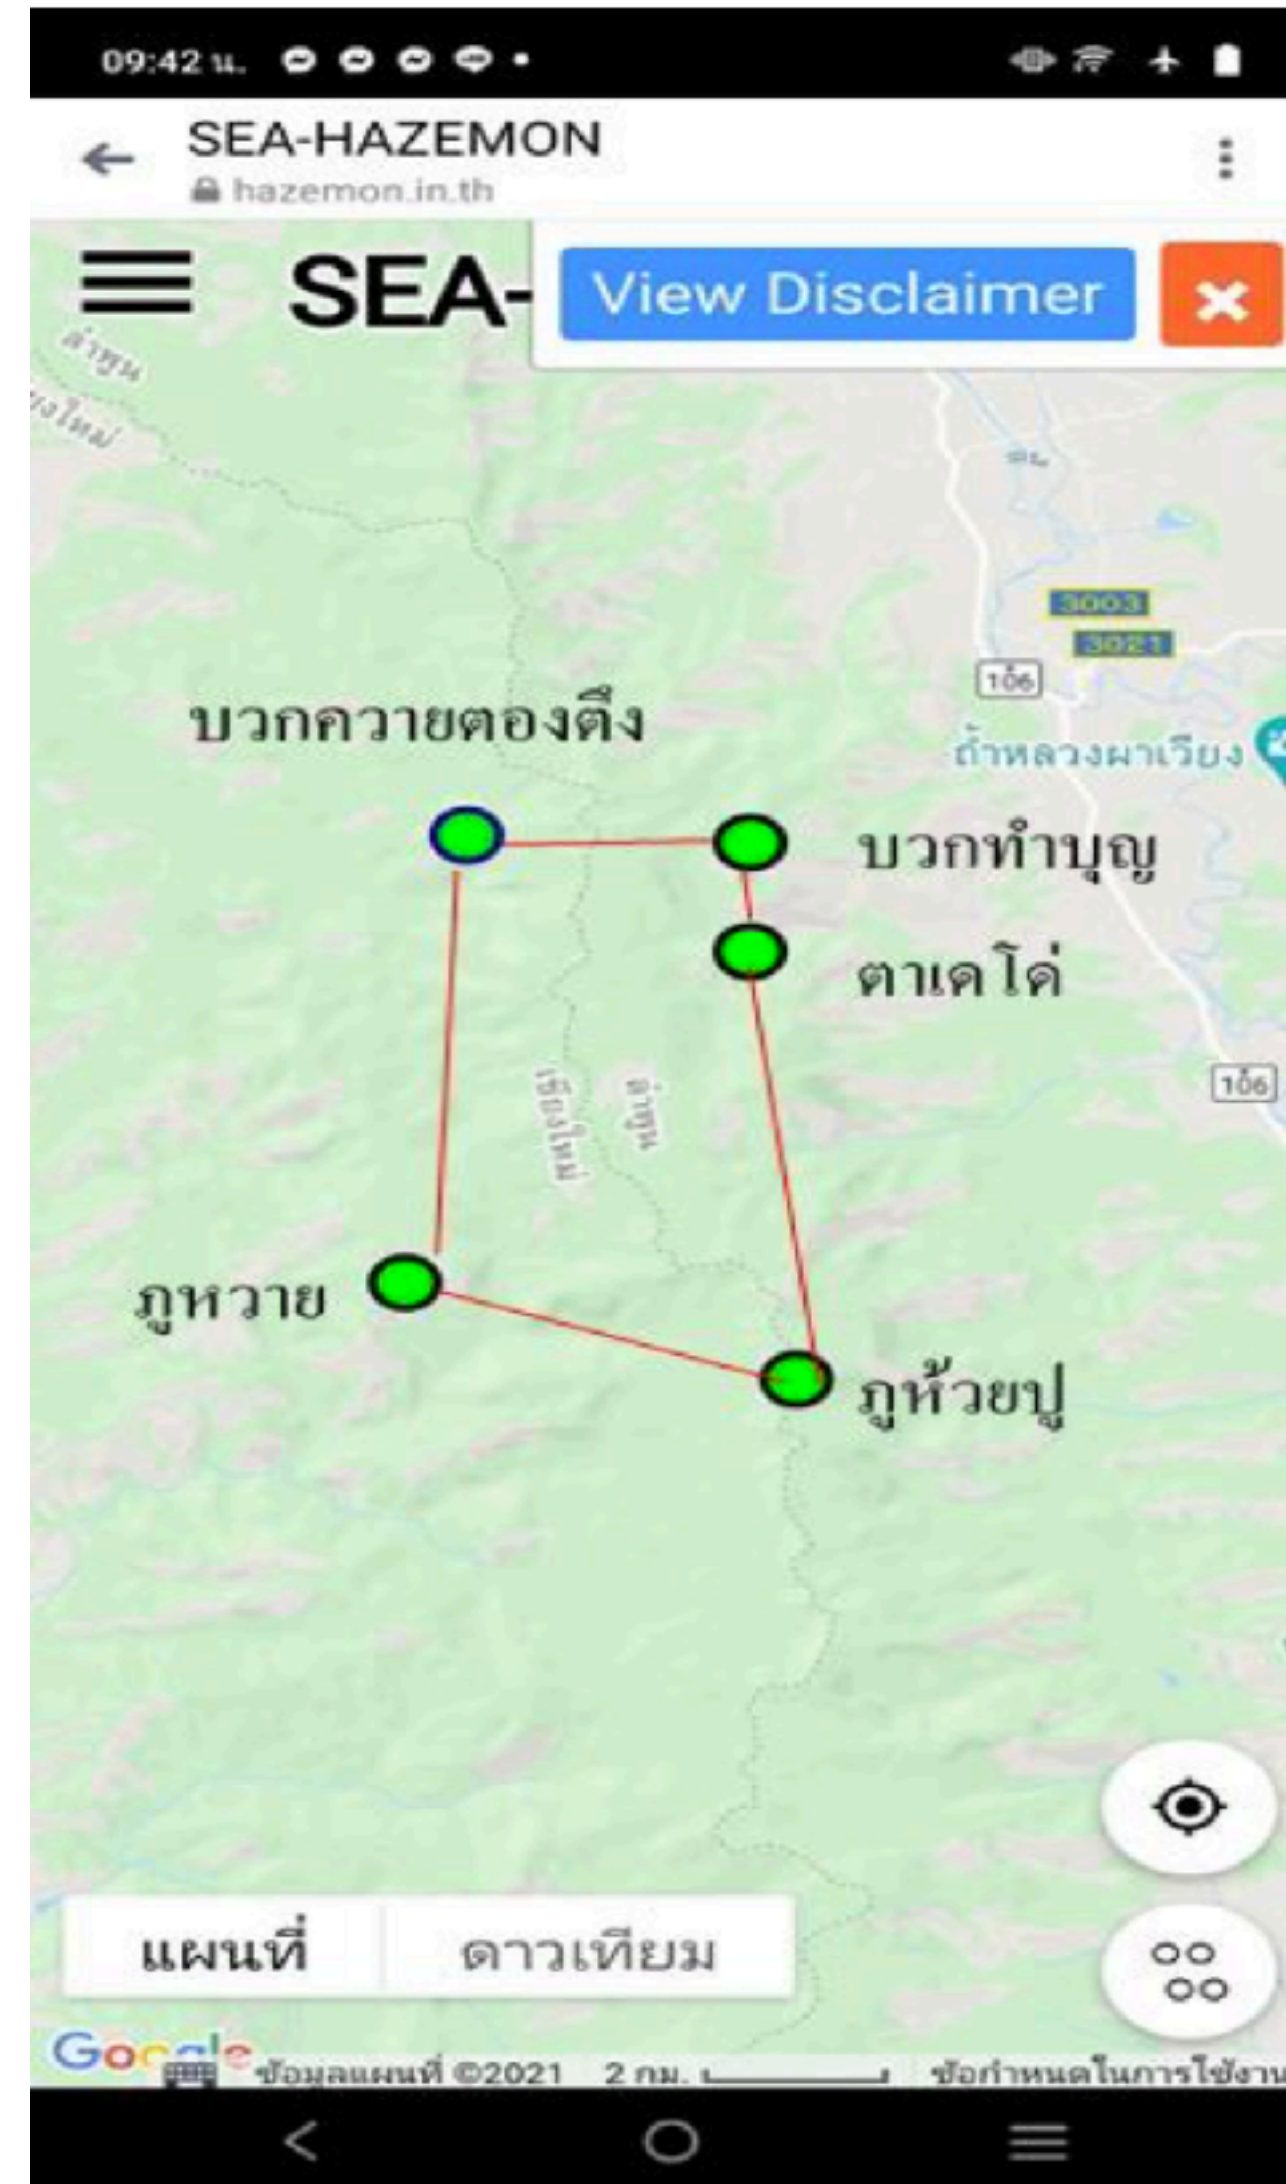 09:42 น.
SEA-HAZEMON
hazemon.in.th
SEA-
View Disclaimer
ลำพูน
3003
3021
106
บวกควายตองตึง
ถ้ำหลวงผาเวียง
บวกทำบุญ
ตาเดโด่
106
เชียงใหม่
ลำพูน
ภูหวาย
ภูห้วยปู
แผนที่
ดาวเทียม
Google
ข้อมูลแผนที่ ©2021
2 กม.
ข้อกำหนดในการใช้งาน